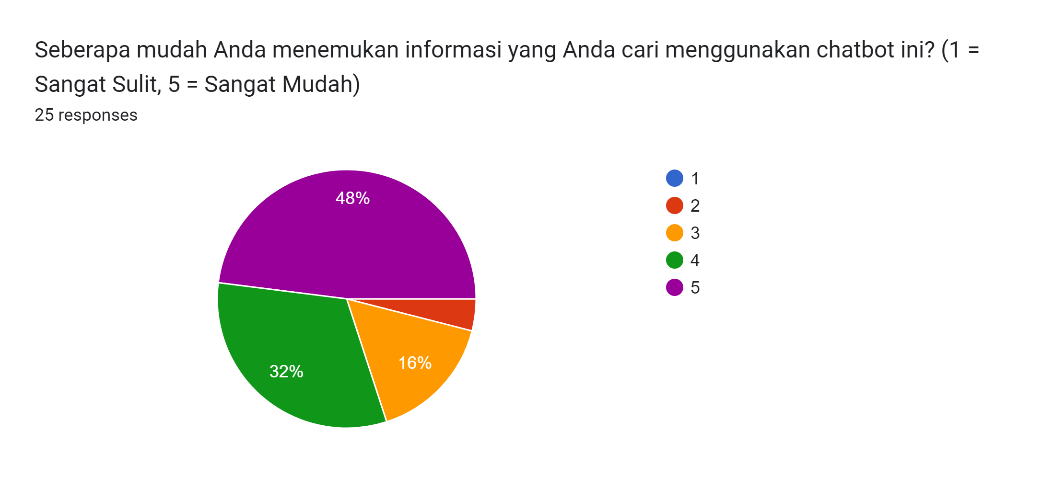 Seberapa mudah Anda menemukan informasi yang Anda cari menggunakan chatbot ini? (1 =
Sangat Sulit, 5 = Sangat Mudah)
25 responses
48%
32%
16%
1
2
3
4
5